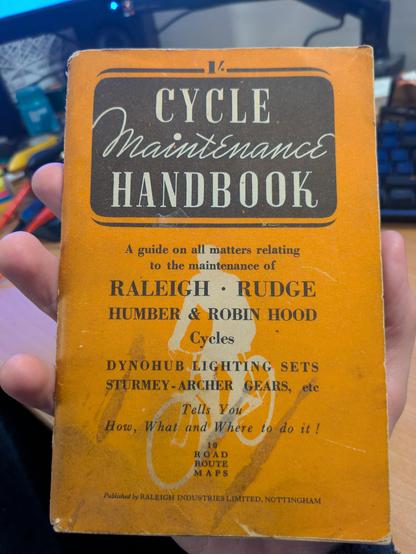 1/-
CYCLE
Maintenance
HANDBOOK
A guide on all matters relating
to the maintenance of
RALEIGH · RUDGE
HUMBER & ROBIN HOOD
Cycles
DYNOHUB LIGHTING SETS
STURMEY-ARCHER GEARS, etc
Tells You
How, What and Where to do it!
10
ROAD
ROUTE
MAPS
Published by RALEIGH INDUSTRIES LIMITED, NOTTINGHAM